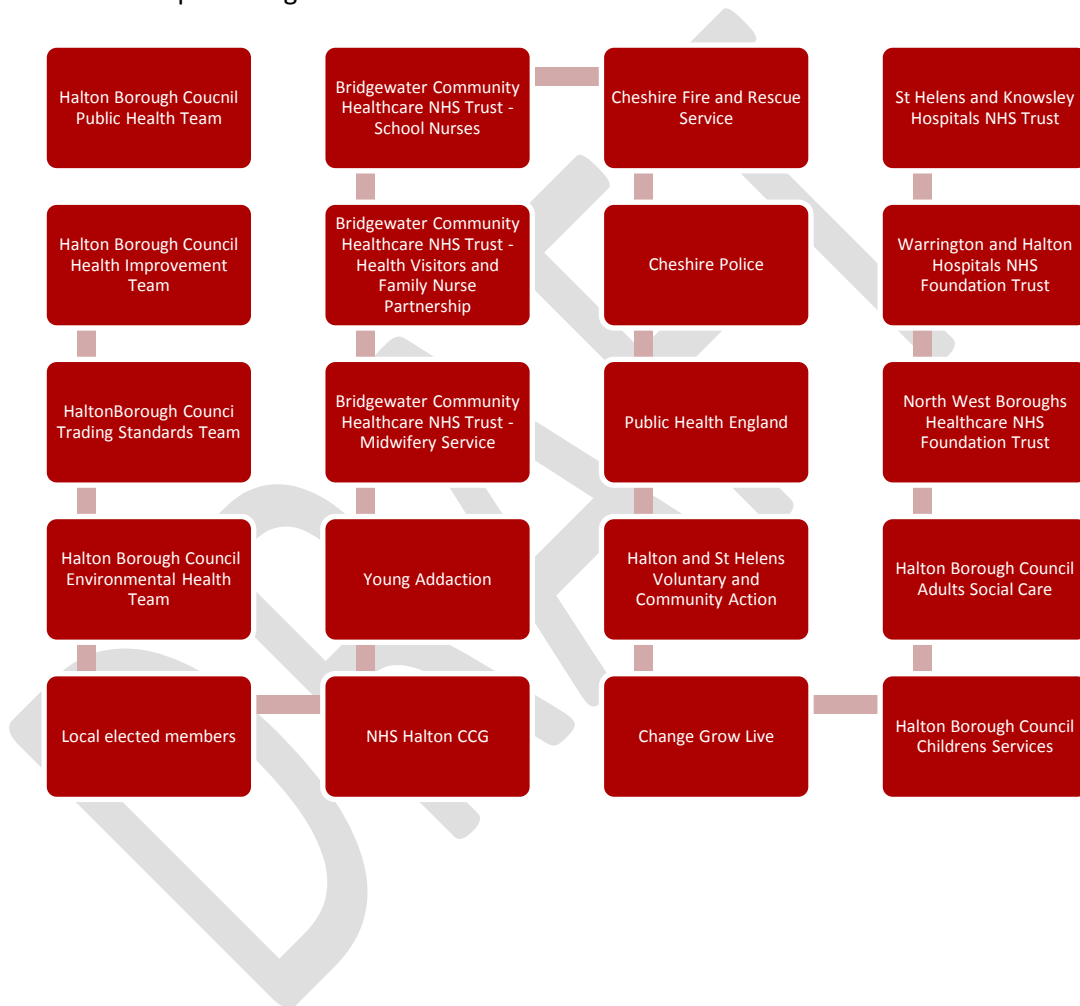 Halton Borough Coucnil
Public Health Team
Halton Borough Council
Health Improvement
Team
HaltonBorough Counci
Trading Standards Team
Halton Borough Council
Environmental Health
Team
Local elected members
NHS Halton CCG
Young Addaction
Bridgewater Community
Healthcare NHS Trust -
Midwifery Service
Bridgewater Community
Healthcare NHS Trust -
Health Visitors and
Family Nurse
Partnership
Bridgewater Community
Healthcare NHS Trust -
School Nurses
Cheshire Fire and Rescue
Service
Cheshire Police
Public Health England
Halton and St Helens
Voluntary and
Community Action
Change Grow Live
Halton Borough Council
Childrens Services
Halton Borough Council
Adults Social Care
North West Boroughs
Healthcare NHS
Foundation Trust
Warrington and Halton
Hospitals NHS
Foundation Trust
St Helens and Knowsley
Hospitals NHS Trust
DRAFT